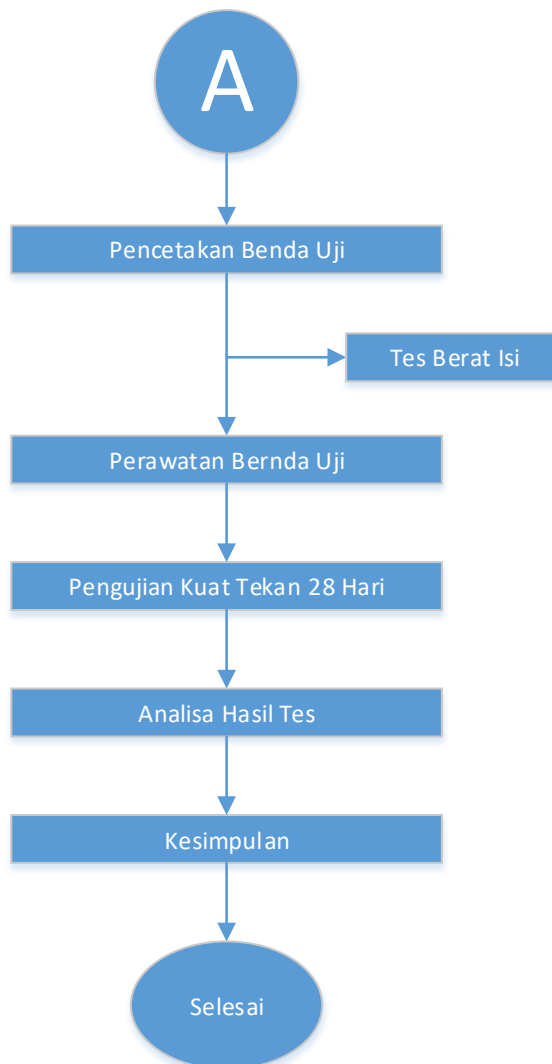 A
Pencetakan Benda Uji
Tes Berat Isi
Perawatan Bernda Uji
Pengujian Kuat Tekan 28 Hari
Analisa Hasil Tes
Kesimpulan
Selesai